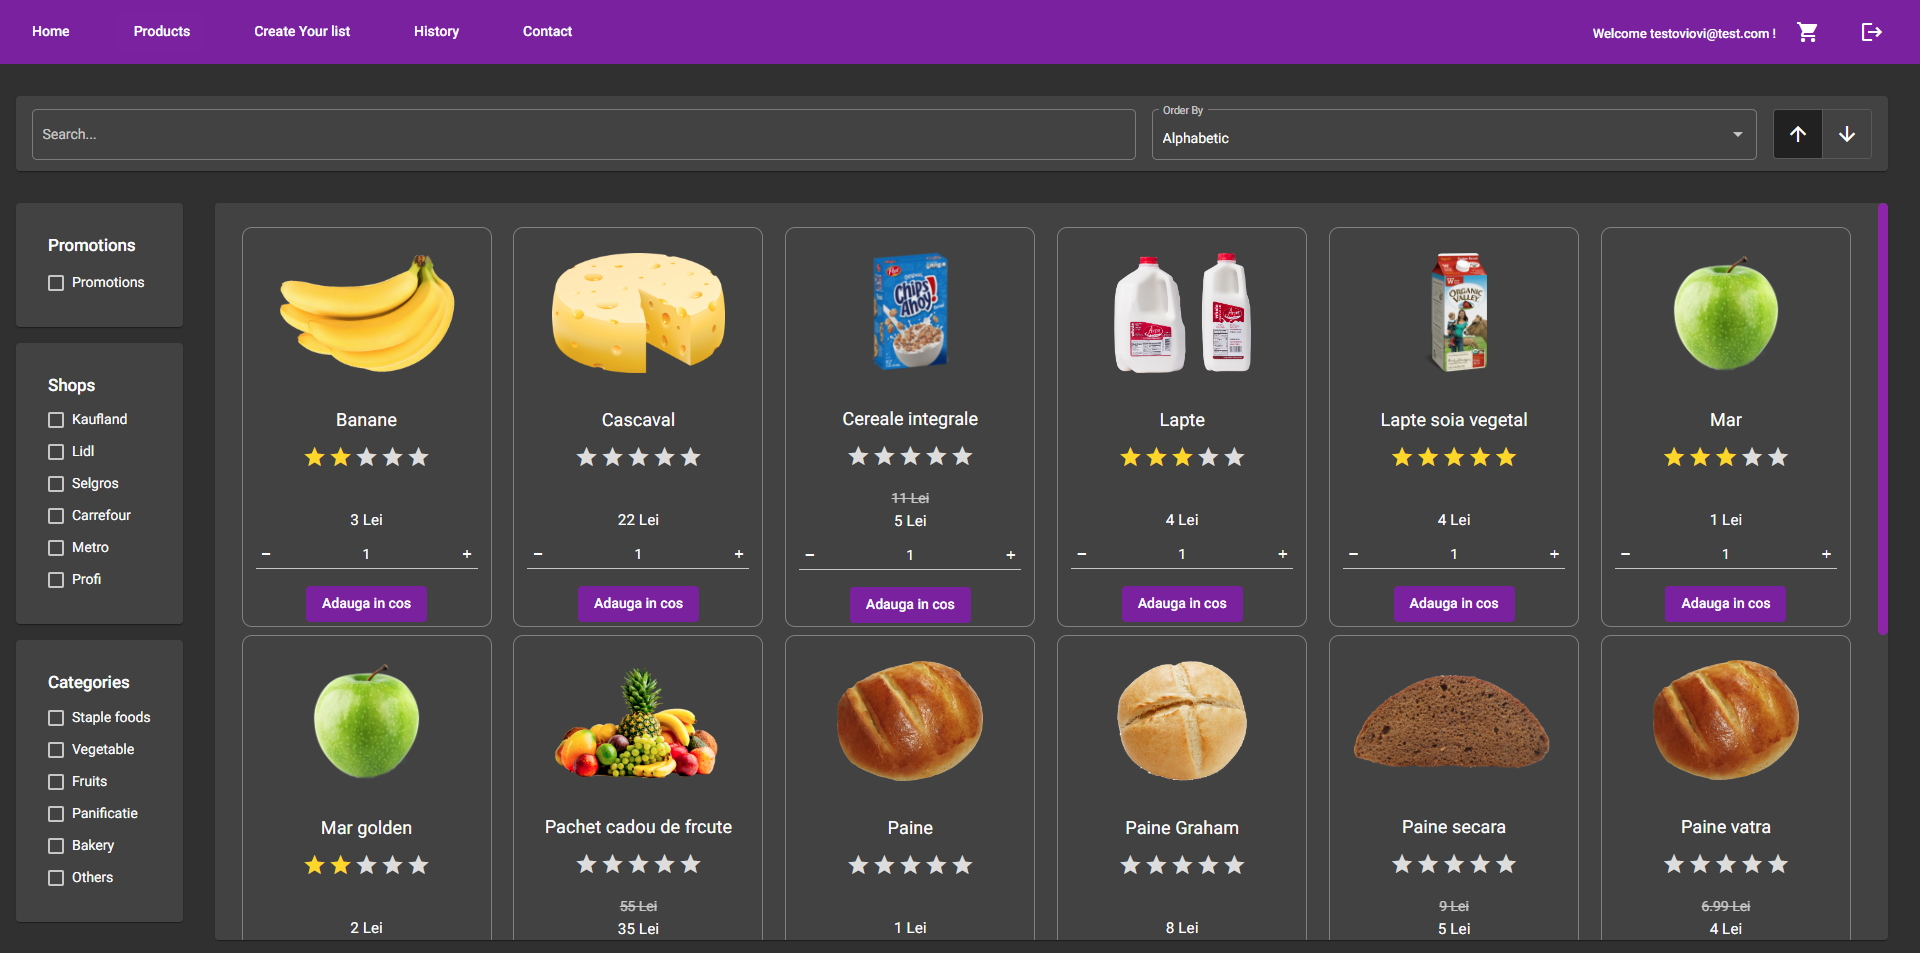 Home Products Create Your list History Contact Welcome testoviovi@test.com !
Order By
Search... Alphabetic
Promotions
Promotions
Shops
Kaufland
Lidl
Selgros
Carrefour
Metro
Profi
Categories
Staple foods
Vegetable
Fruits
Panificatie
Bakery
Others
Post
Chips Ahoy!
ORGANIC VALLEY
Banane Cascaval Cereale integrale Lapte Lapte soia vegetal Mar
11 Lei
3 Lei 22 Lei 5 Lei 4 Lei 4 Lei 1 Lei
− 1 + − 1 + − 1 + − 1 + − 1 + − 1 +
Adauga in cos Adauga in cos Adauga in cos Adauga in cos Adauga in cos Adauga in cos
Mar golden Pachet cadou de frcute Paine Paine Graham Paine secara Paine vatra
55 Lei 9 Lei 6.99 Lei
2 Lei 35 Lei 1 Lei 8 Lei 5 Lei 4 Lei